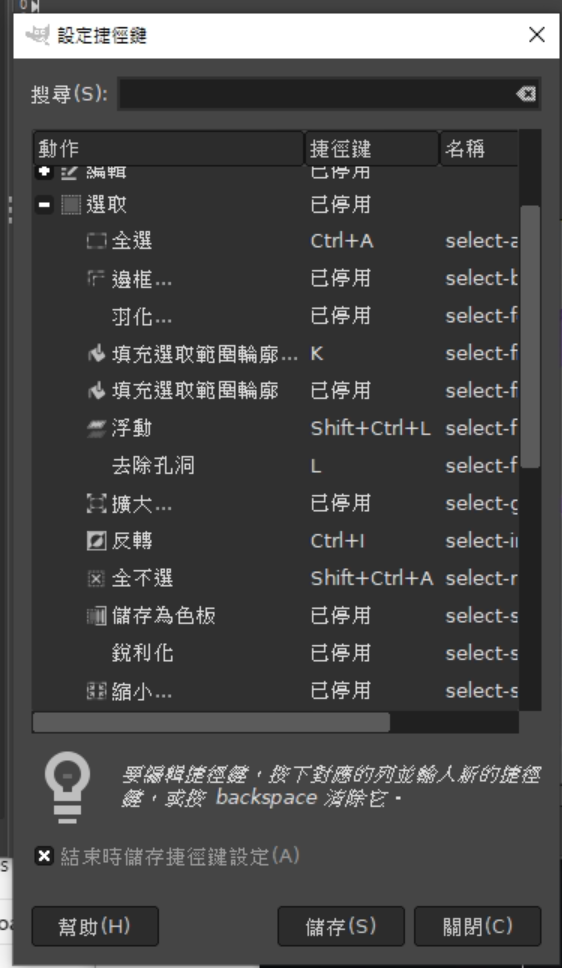 0
設定捷徑鍵
搜尋(S):
動作 捷徑鍵 名稱
編輯 已停用
選取 已停用
全選 Ctrl+A select-a
邊框... 已停用 select-b
羽化... 已停用 select-f
填充選取範圍輪廓... K select-f
填充選取範圍輪廓 已停用 select-f
浮動 Shift+Ctrl+L select-f
去除孔洞 L select-f
擴大... 已停用 select-g
反轉 Ctrl+I select-i
全不選 Shift+Ctrl+A select-r
儲存為色板 已停用 select-s
銳利化 已停用 select-s
縮小... 已停用 select-s
要編輯捷徑鍵，按下對應的列並輸入新的捷徑
鍵，或按 backspace 清除它。
結束時儲存捷徑鍵設定(A)
幫助(H) 儲存(S) 關閉(C)